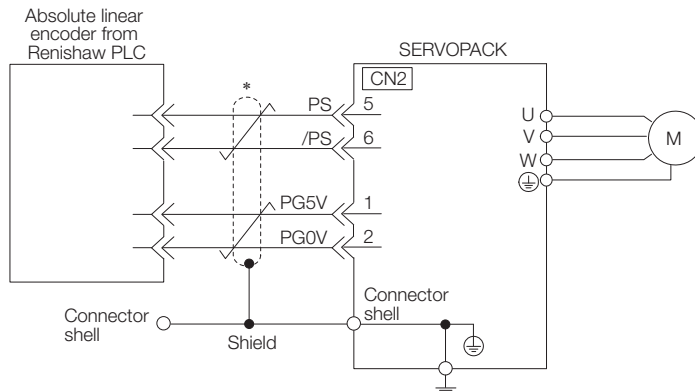 Absolute linear
encoder from
Renishaw PLC
SERVOPACK
*
CN2
PS 5
/PS 6
PG5V 1
PG0V 2
U
V
W
M
Connector
shell
Shield
Connector
shell